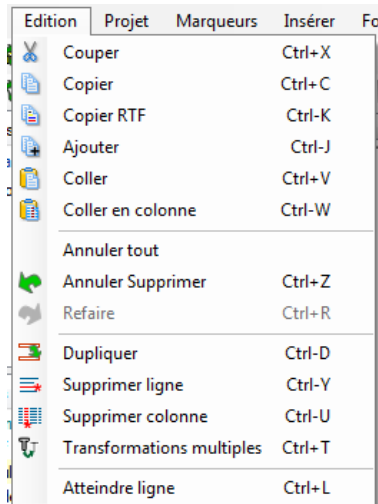 Edition Projet Marqueurs Insérer Fo
Couper Ctrl+X
Copier Ctrl+C
Copier RTF Ctrl-K
Ajouter Ctrl-J
Coller Ctrl+V
Coller en colonne Ctrl-W
Annuler tout
Annuler Supprimer Ctrl+Z
Refaire Ctrl+R
Dupliquer Ctrl-D
Supprimer ligne Ctrl-Y
Supprimer colonne Ctrl-U
Transformations multiples Ctrl+T
Atteindre ligne Ctrl+L